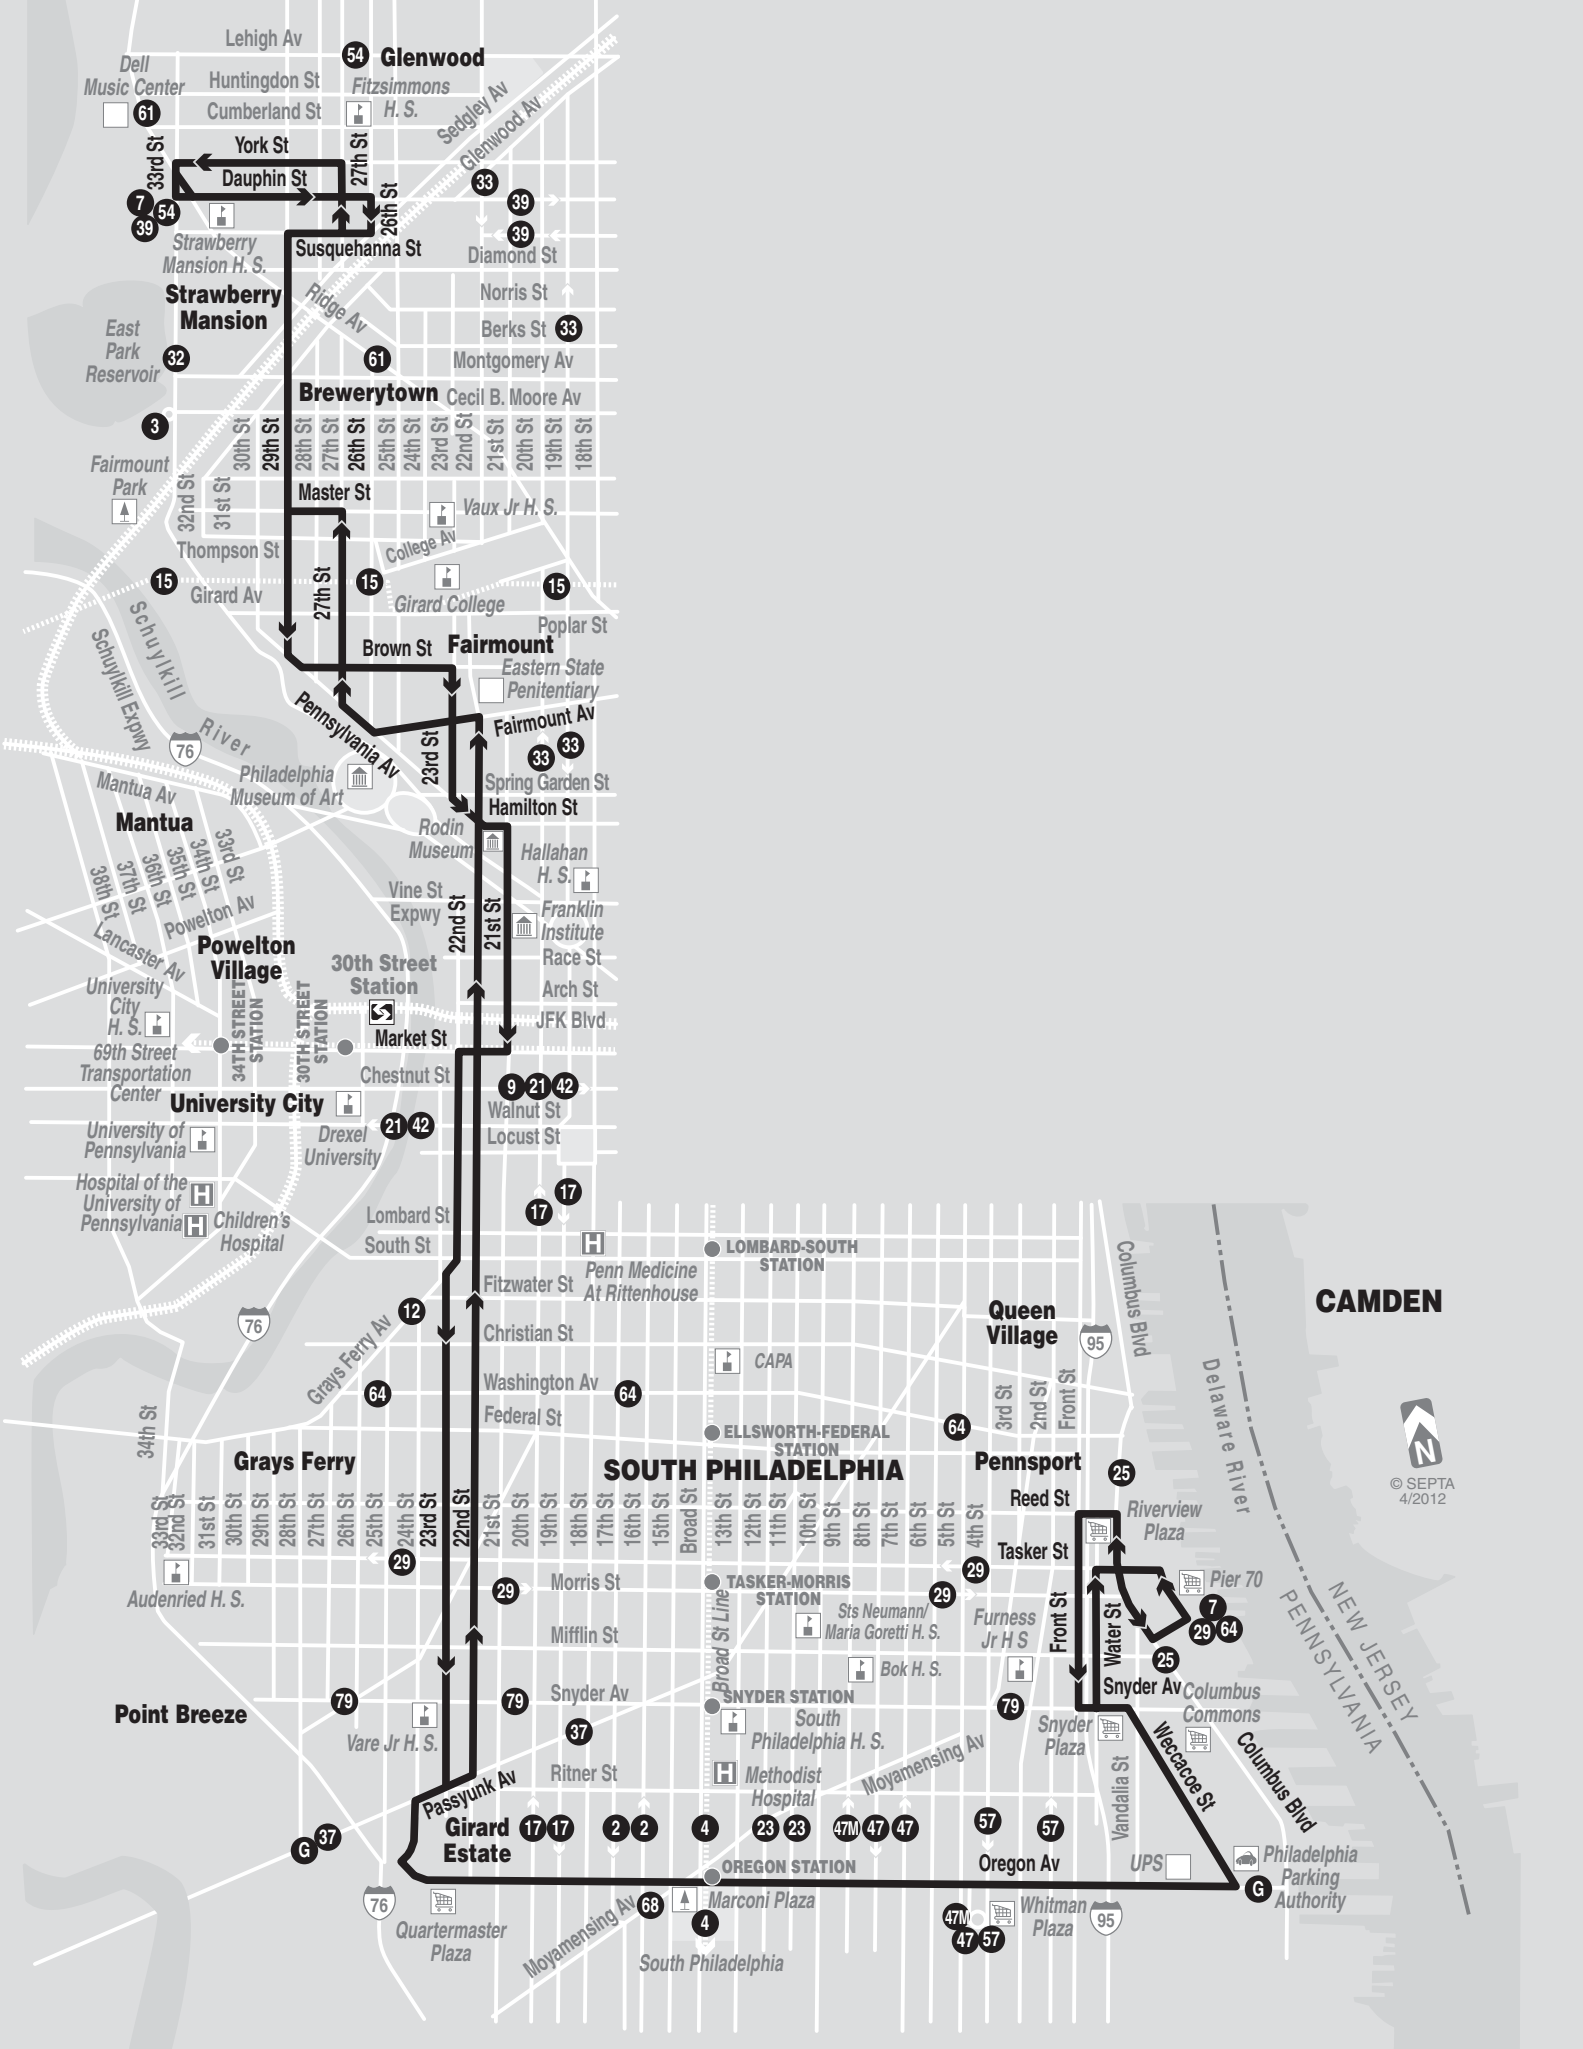 Lehigh Av
54
Glenwood
Dell
Music Center
61
Huntingdon St
Cumberland St
Fitzsimmons
H. S.
Sedgley Av
Glenwood Av
33rd St
York St
27th St
Dauphin St
26th St
33
39
39
7
54
39
Strawberry
Mansion H. S.
Susquehanna St
Diamond St
Strawberry
Mansion
Ridge Av
Norris St
East
Park
Reservoir
32
61
Berks St
33
Montgomery Av
Brewerytown
Cecil B. Moore Av
3
30th St
29th St
28th St
27th St
26th St
25th St
24th St
23rd St
22nd St
21st St
20th St
19th St
18th St
Fairmount
Park
32nd St
31st St
Master St
Vaux Jr H. S.
College Av
Thompson St
15
Girard Av
27th St
15
Girard College
15
Poplar St
Schuylkill
River
Schuylkill Expwy
76
Brown St
Fairmount
Eastern State
Penitentiary
Pennsylvania Av
Fairmount Av
23rd St
33
33
Philadelphia
Museum of Art
Spring Garden St
Hamilton St
Mantua Av
Mantua
Rodin
Museum
Hallahan
H. S.
38th St
37th St
36th St
35th St
34th St
33rd St
Vine St
Expwy
22nd St
21st St
Franklin
Institute
Powelton Av
Lancaster Av
Powelton
Village
30th Street
Station
Race St
Arch St
JFK Blvd
University
City
H. S.
34TH STREET
STATION
30TH STREET
STATION
Market St
69th Street
Transportation
Center
Chestnut St
9
21
42
Walnut St
University City
21
42
Locust St
University of
Pennsylvania
Drexel
University
Hospital of the
University of
Pennsylvania
H
H
Children's
Hospital
17
17
Lombard St
South St
H
Penn Medicine
At Rittenhouse
LOMBARD-SOUTH
STATION
Fitzwater St
12
76
Grays Ferry Av
Christian St
CAPA
Queen
Village
95
Columbus Blvd
CAMDEN
Delaware River
64
Washington Av
64
Federal St
ELLSWORTH-FEDERAL
STATION
64
3rd St
2nd St
Front St
N
© SEPTA
4/2012
34th St
Grays Ferry
SOUTH PHILADELPHIA
Pennsport
25
33rd St
32nd St
31st St
30th St
29th St
28th St
27th St
26th St
25th St
24th St
23rd St
22nd St
21st St
20th St
19th St
18th St
17th St
16th St
15th St
Broad St
13th St
12th St
11th St
10th St
9th St
8th St
7th St
6th St
5th St
4th St
Reed St
Riverview
Plaza
Tasker St
29
29
Audenried H. S.
29
Morris St
TASKER-MORRIS
STATION
29
Pier 70
7
29
64
Broad St Line
Sts Neumann/
Maria Goretti H. S.
Furness
Jr H S
Front St
Water St
Mifflin St
25
NEW JERSEY
PENNSYLVANIA
Bok H. S.
Point Breeze
79
79
Snyder Av
SNYDER STATION
79
Snyder Av
Columbus
Commons
Vare Jr H. S.
37
South
Philadelphia H. S.
Snyder
Plaza
Moyamensing Av
Weccacoe St
Columbus Blvd
Ritner St
H
Methodist
Hospital
Vandalia St
Passyunk Av
G
37
Girard
Estate
17
17
2
2
4
23
23
47M
47
47
57
57
Oregon Av
UPS
Philadelphia
Parking
Authority
G
OREGON STATION
76
Quartermaster
Plaza
Moyamensing Av
68
Marconi Plaza
4
South Philadelphia
47M
47
57
Whitman
Plaza
95